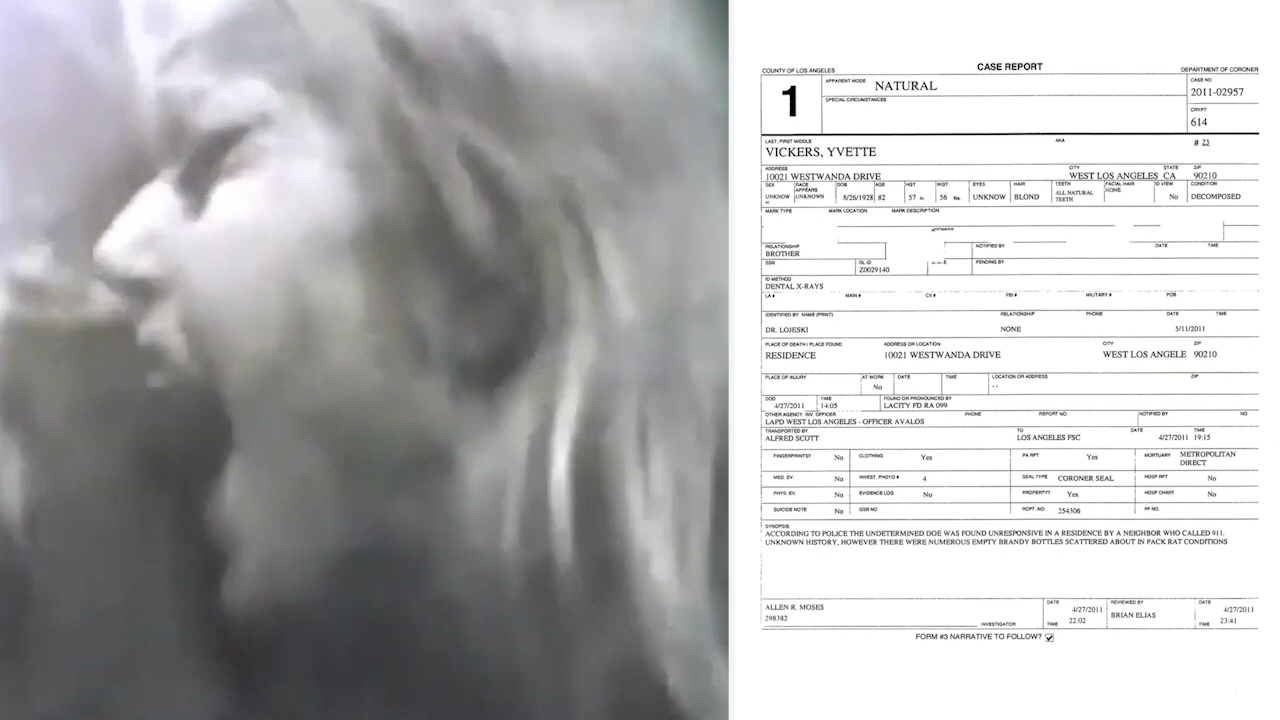 CASE REPORT
COUNTY OF LOS ANGELES DEPARTMENT OF CORONER
1
APPARENT MODE NATURAL
SPECIAL CIRCUMSTANCES
CASE NO
2011-02957
CRYPT
614
LAST, FIRST MIDDLE AKA # 23
VICKERS, YVETTE
ADDRESS CITY STATE ZIP
10021 WESTWANDA DRIVE WEST LOS ANGELES CA 90210
SEX RACE APPEARS DOB AGE HGT WGT EYES HAIR TEETH FACIAL HAIR ID VIEW CONDITION
UNKNOW N UNKNOWN 8/26/1928 82 57 in. 56 lbs. UNKNOW BLOND ALL NATURAL TEETH NONE No DECOMPOSED
MARK TYPE MARK LOCATION MARK DESCRIPTION
ADDRESS
RELATIONSHIP NOTIFIED BY DATE TIME
BROTHER
SSN DL ID PENDING BY
Z0029140
ID METHOD
DENTAL X-RAYS
LA # MAIN # CII # FBI # MILITARY # POB
IDENTIFIED BY NAME (PRINT) RELATIONSHIP PHONE DATE TIME
DR. LOJESKI NONE 5/11/2011
PLACE OF DEATH / PLACE FOUND ADDRESS OR LOCATION CITY ZIP
RESIDENCE 10021 WESTWANDA DRIVE WEST LOS ANGELE 90210
PLACE OF INJURY AT WORK DATE TIME LOCATION OR ADDRESS ZIP
No
DOD TIME FOUND OR PRONOUNCED BY
4/27/2011 14:05 LACITY FD RA 099
OTHER AGENCY INV. OFFICER PHONE REPORT NO. NOTIFIED BY NO
LAPD WEST LOS ANGELES - OFFICER AVALOS
TRANSPORTED BY TO DATE TIME
ALFRED SCOTT LOS ANGELES FSC 4/27/2011 19:15
FINGERPRINTS? No CLOTHING Yes PA RPT Yes MORTUARY METROPOLITAN DIRECT
MED. EV. No INVEST. PHOTO # 4 SEAL TYPE CORONER SEAL HOSP RPT No
PHYS. EV. No EVIDENCE LOG No PROPERTY? Yes HOSP CHART No
SUICIDE NOTE No GSR NO RCPT. NO. 254306 PF NO.
SYNOPSIS
ACCORDING TO POLICE THE UNDETERMINED DOE WAS FOUND UNRESPONSIVE IN A RESIDENCE BY A NEIGHBOR WHO CALLED 911.
UNKNOWN HISTORY, HOWEVER THERE WERE NUMEROUS EMPTY BRANDY BOTTLES SCATTERED ABOUT IN PACK RAT CONDITIONS
ALLEN R. MOSES
298382
INVESTIGATOR
DATE 4/27/2011
TIME 22:02
REVIEWED BY
BRIAN ELIAS
DATE 4/27/2011
TIME 23:41
FORM #3 NARRATIVE TO FOLLOW?